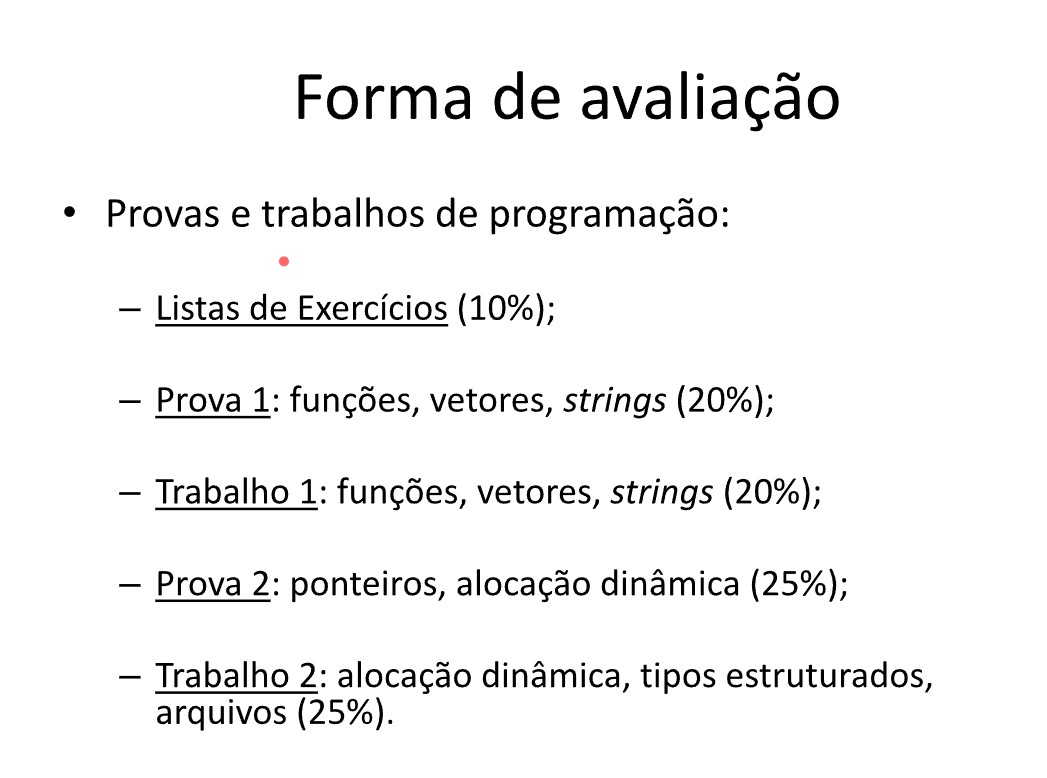 Forma de avaliação
• Provas e trabalhos de programação:
– Listas de Exercícios (10%);
– Prova 1: funções, vetores, strings (20%);
– Trabalho 1: funções, vetores, strings (20%);
– Prova 2: ponteiros, alocação dinâmica (25%);
– Trabalho 2: alocação dinâmica, tipos estruturados,
arquivos (25%).